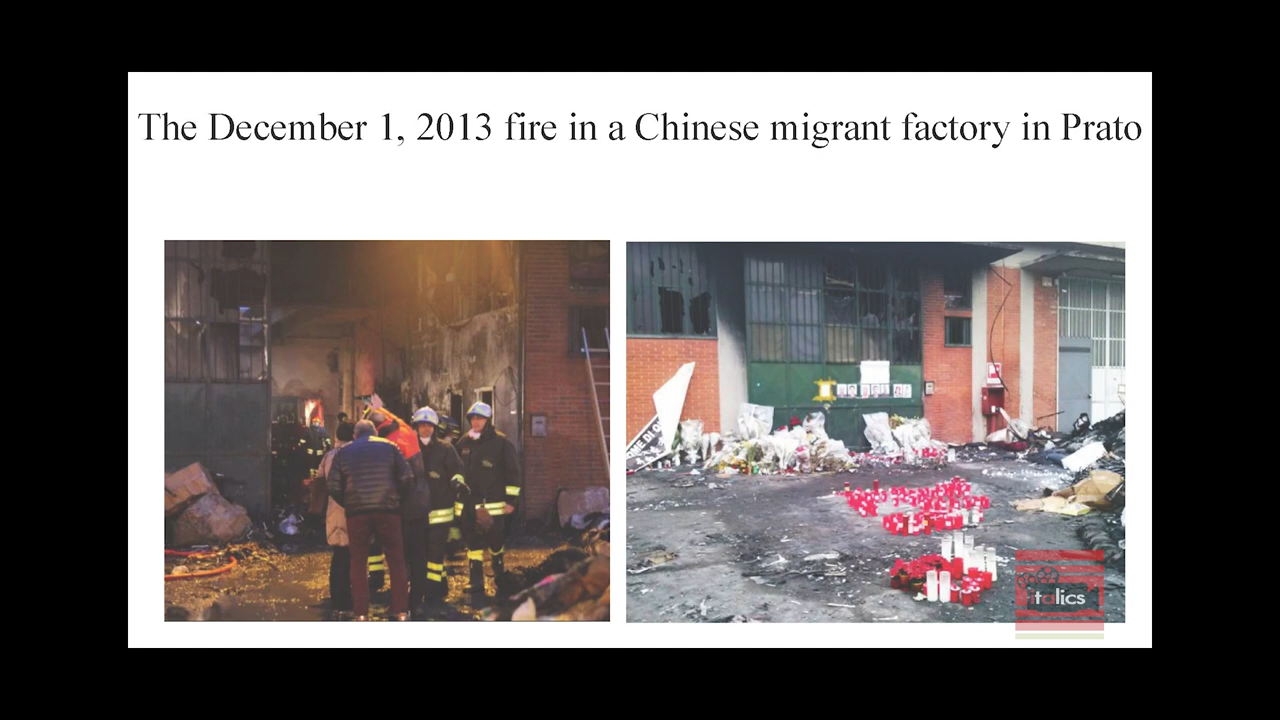 The December 1, 2013 fire in a Chinese migrant factory in Prato
italics